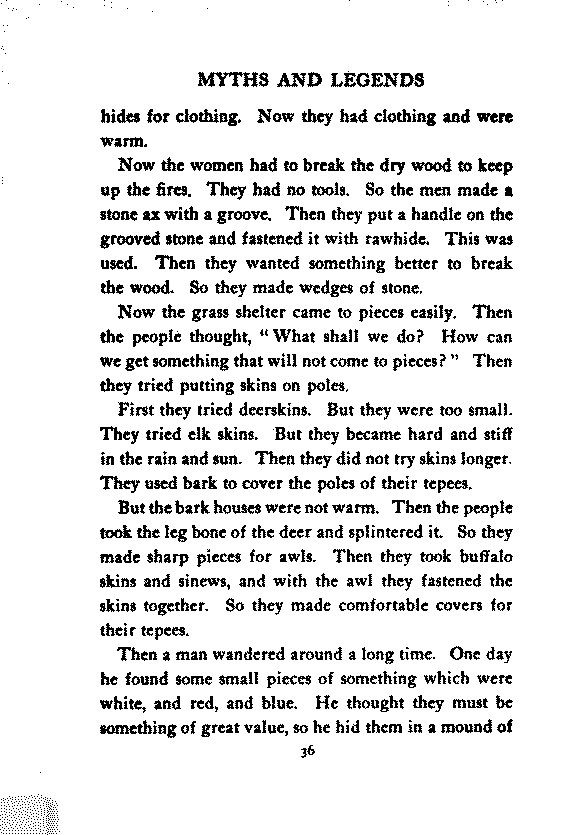 MYTHS AND LEGENDS
hides for clothing. Now they had clothing and were
warm.
Now the women had to break the dry wood to keep
up the fires. They had no tools. So the men made a
stone ax with a groove. Then they put a handle on the
grooved stone and fastened it with rawhide. This was
used. Then they wanted something better to break
the wood. So they made wedges of stone.
Now the grass shelter came to pieces easily. Then
the people thought, "What shall we do? How can
we get something that will not come to pieces?" Then
they tried putting skins on poles.
First they tried deerskins. But they were too small.
They tried elk skins. But they became hard and stiff
in the rain and sun. Then they did not try skins longer.
They used bark to cover the poles of their tepees.
But the bark houses were not warm. Then the people
took the leg bone of the deer and splintered it. So they
made sharp pieces for awls. Then they took buffalo
skins and sinews, and with the awl they fastened the
skins together. So they made comfortable covers for
their tepees.
Then a man wandered around a long time. One day
he found some small pieces of something which were
white, and red, and blue. He thought they must be
something of great value, so he hid them in a mound of
36